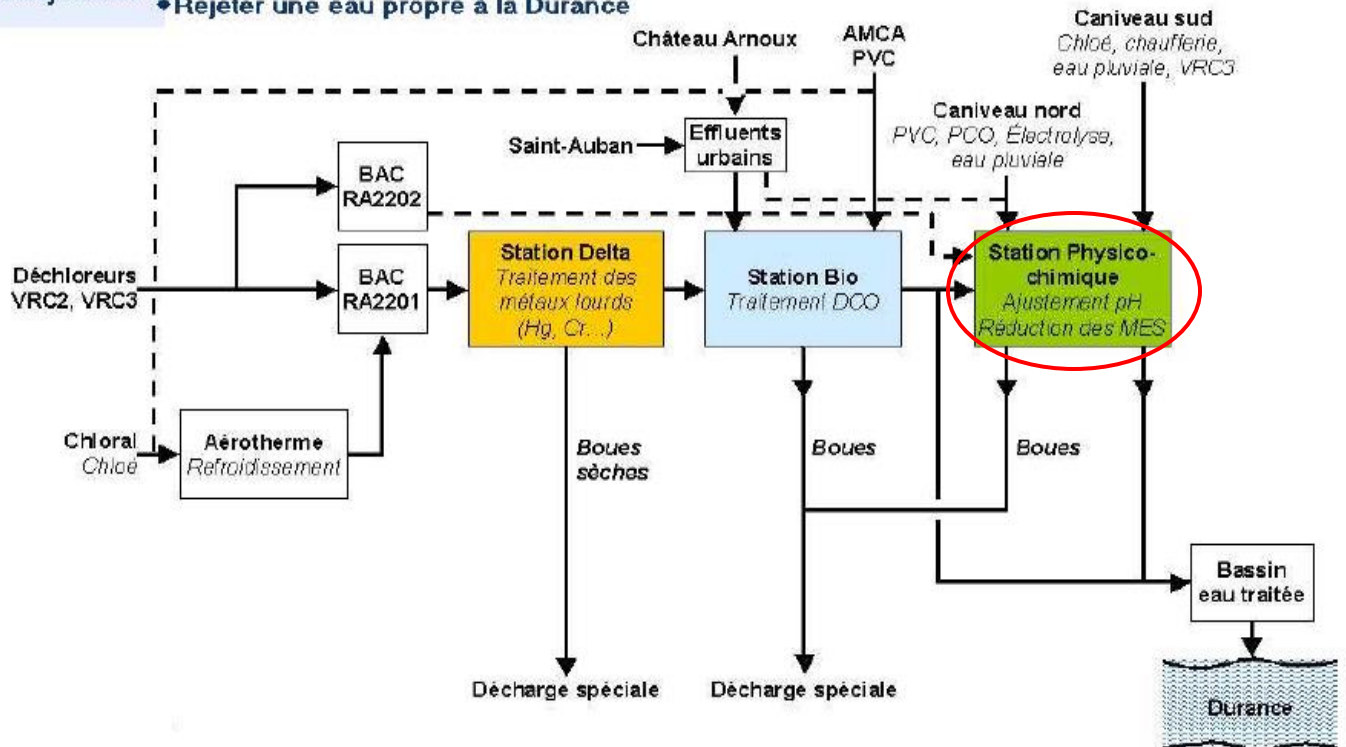 •Rejeter une eau propre à la Durance
Château Arnoux
AMCA
PVC
Caniveau sud
Chloé, chaufferie,
eau pluviale, VRC3
Caniveau nord
PVC, PCO, Électrolyse,
eau pluviale
Saint-Auban
Effluents
urbains
BAC
RA2202
Déchloreurs
VRC2, VRC3
BAC
RA2201
Station Delta
Traitement des
métaux lourds
(Hg, Cr...)
Station Bio
Traitement DCO
Station Physico-
chimique
Ajustement pH
Réduction des MES
Chloral
Chloé
Aérotherme
Refroidissement
Boues
sèches
Boues
Boues
Bassin
eau traitée
Décharge spéciale
Décharge spéciale
Durance